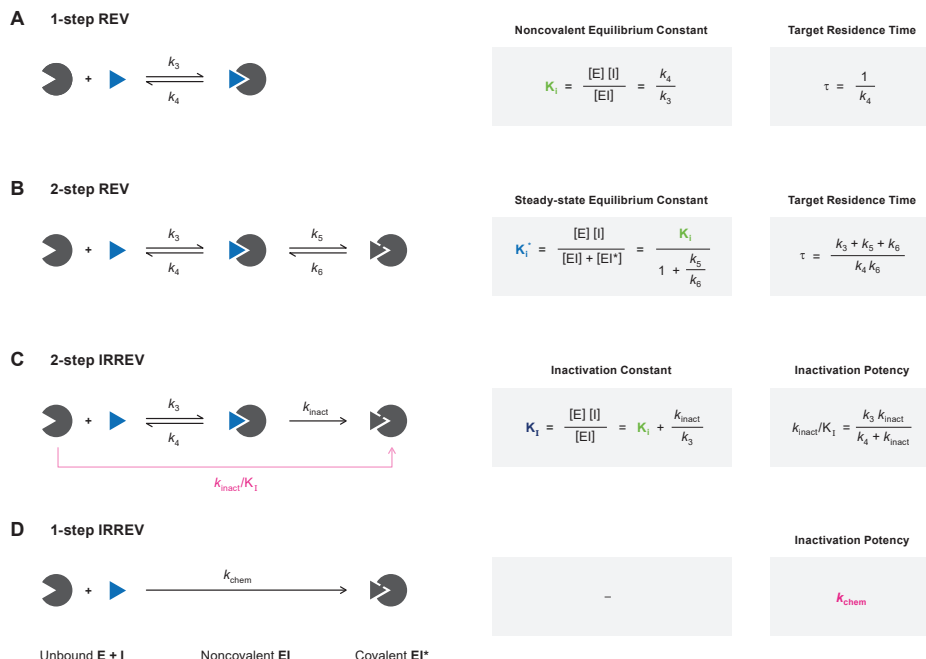 A 1-step REV
k3
+
k4
Noncovalent Equilibrium Constant
Ki = [E] [I] / [EI] = k4 / k3
Target Residence Time
τ = 1 / k4
B 2-step REV
k3 k5
+
k4 k6
Steady-state Equilibrium Constant
Ki* = [E] [I] / [EI] + [EI*] = Ki / 1 + k5 / k6
Target Residence Time
τ = k3 + k5 + k6 / k4 k6
C 2-step IRREV
k3 kinact
+
k4
kinact/KI
Inactivation Constant
KI = [E] [I] / [EI] = Ki + kinact / k3
Inactivation Potency
kinact/KI = k3 kinact / k4 + kinact
D 1-step IRREV
kchem
+
–
Inactivation Potency
kchem
Unbound E + I Noncovalent EI Covalent EI*